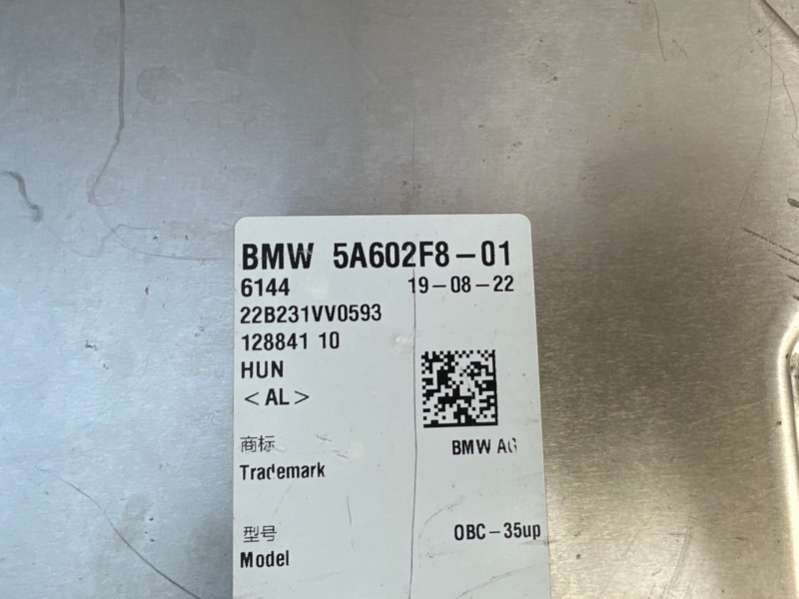 BMW 5A602F8-01
6144 19-08-22
22B231VV0593
128841 10
HUN
<AL>
商标 BMW AG
Trademark
型号 OBC-35up
Model